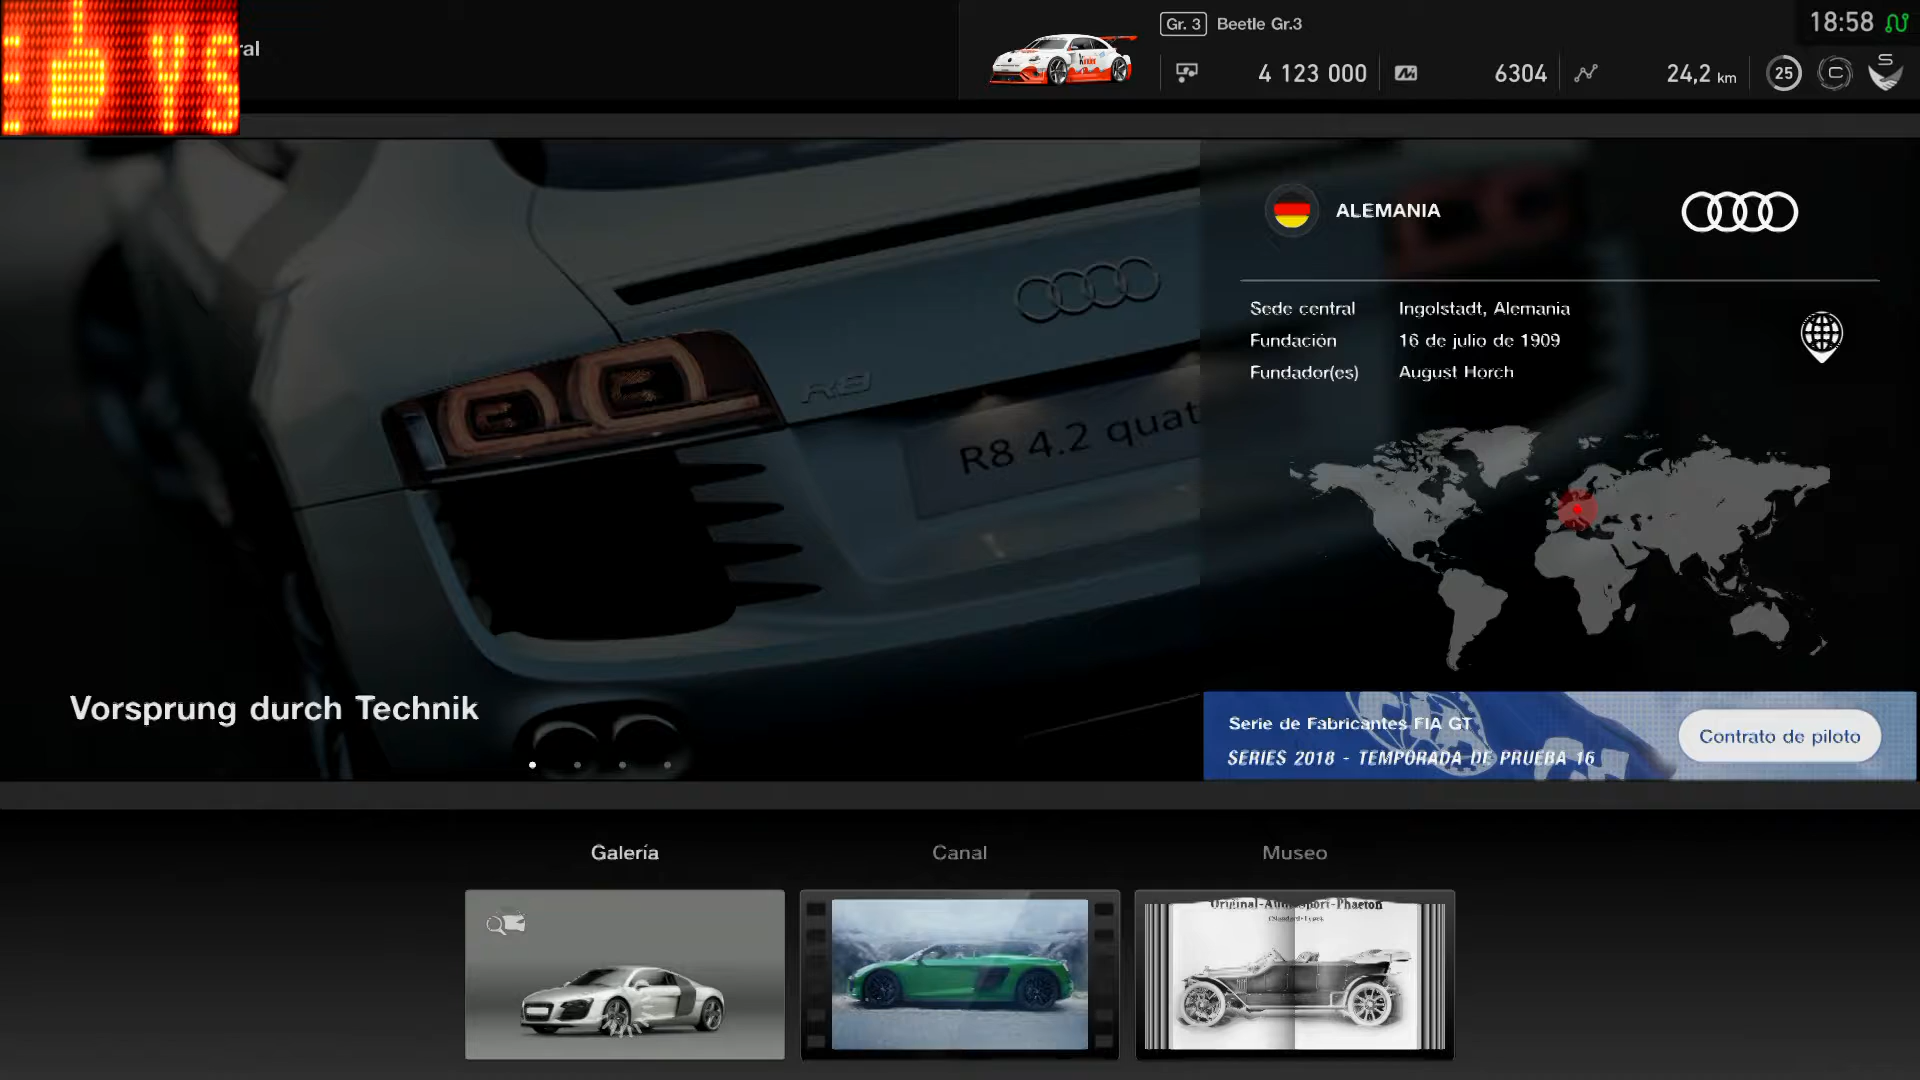 ral
Gr. 3 Beetle Gr.3
4 123 000
6304
24,2 km
25
C
S
18:58
ALEMANIA
Sede central Ingolstadt, Alemania
Fundación 16 de julio de 1909
Fundador(es) August Horch
R8
R8 4.2 quat
Vorsprung durch Technik
Serie de Fabricantes FIA GT
SERIES 2018 - TEMPORADA DE PRUEBA 16
Contrato de piloto
Galería
Canal
Museo